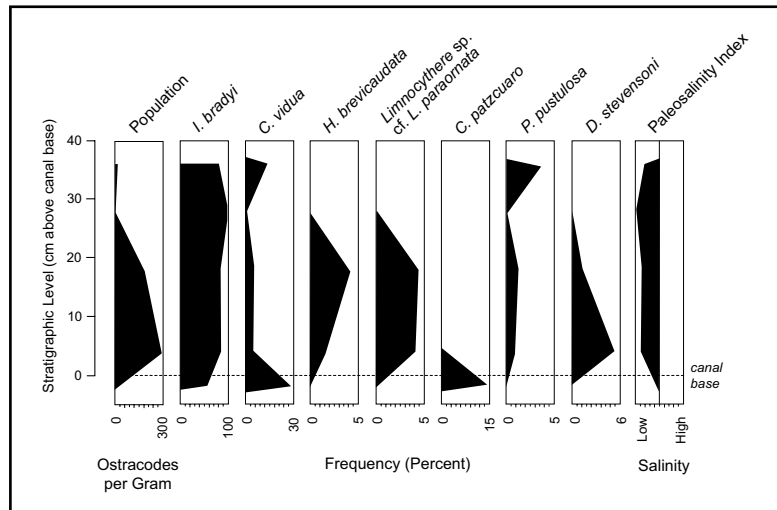 Population
I. bradyi
C. vidua
H. brevicaudata
Limnocythere sp.
cf. L. paraornata
C. patzcuaro
P. pustulosa
D. stevensoni
Paleosalinity Index
Stratigraphic Level (cm above canal base)
40
30
20
10
0
canal
base
0
300
0
100
0
30
0
5
0
5
0
15
0
5
0
6
Low
High
Ostracodes
per Gram
Frequency (Percent)
Salinity